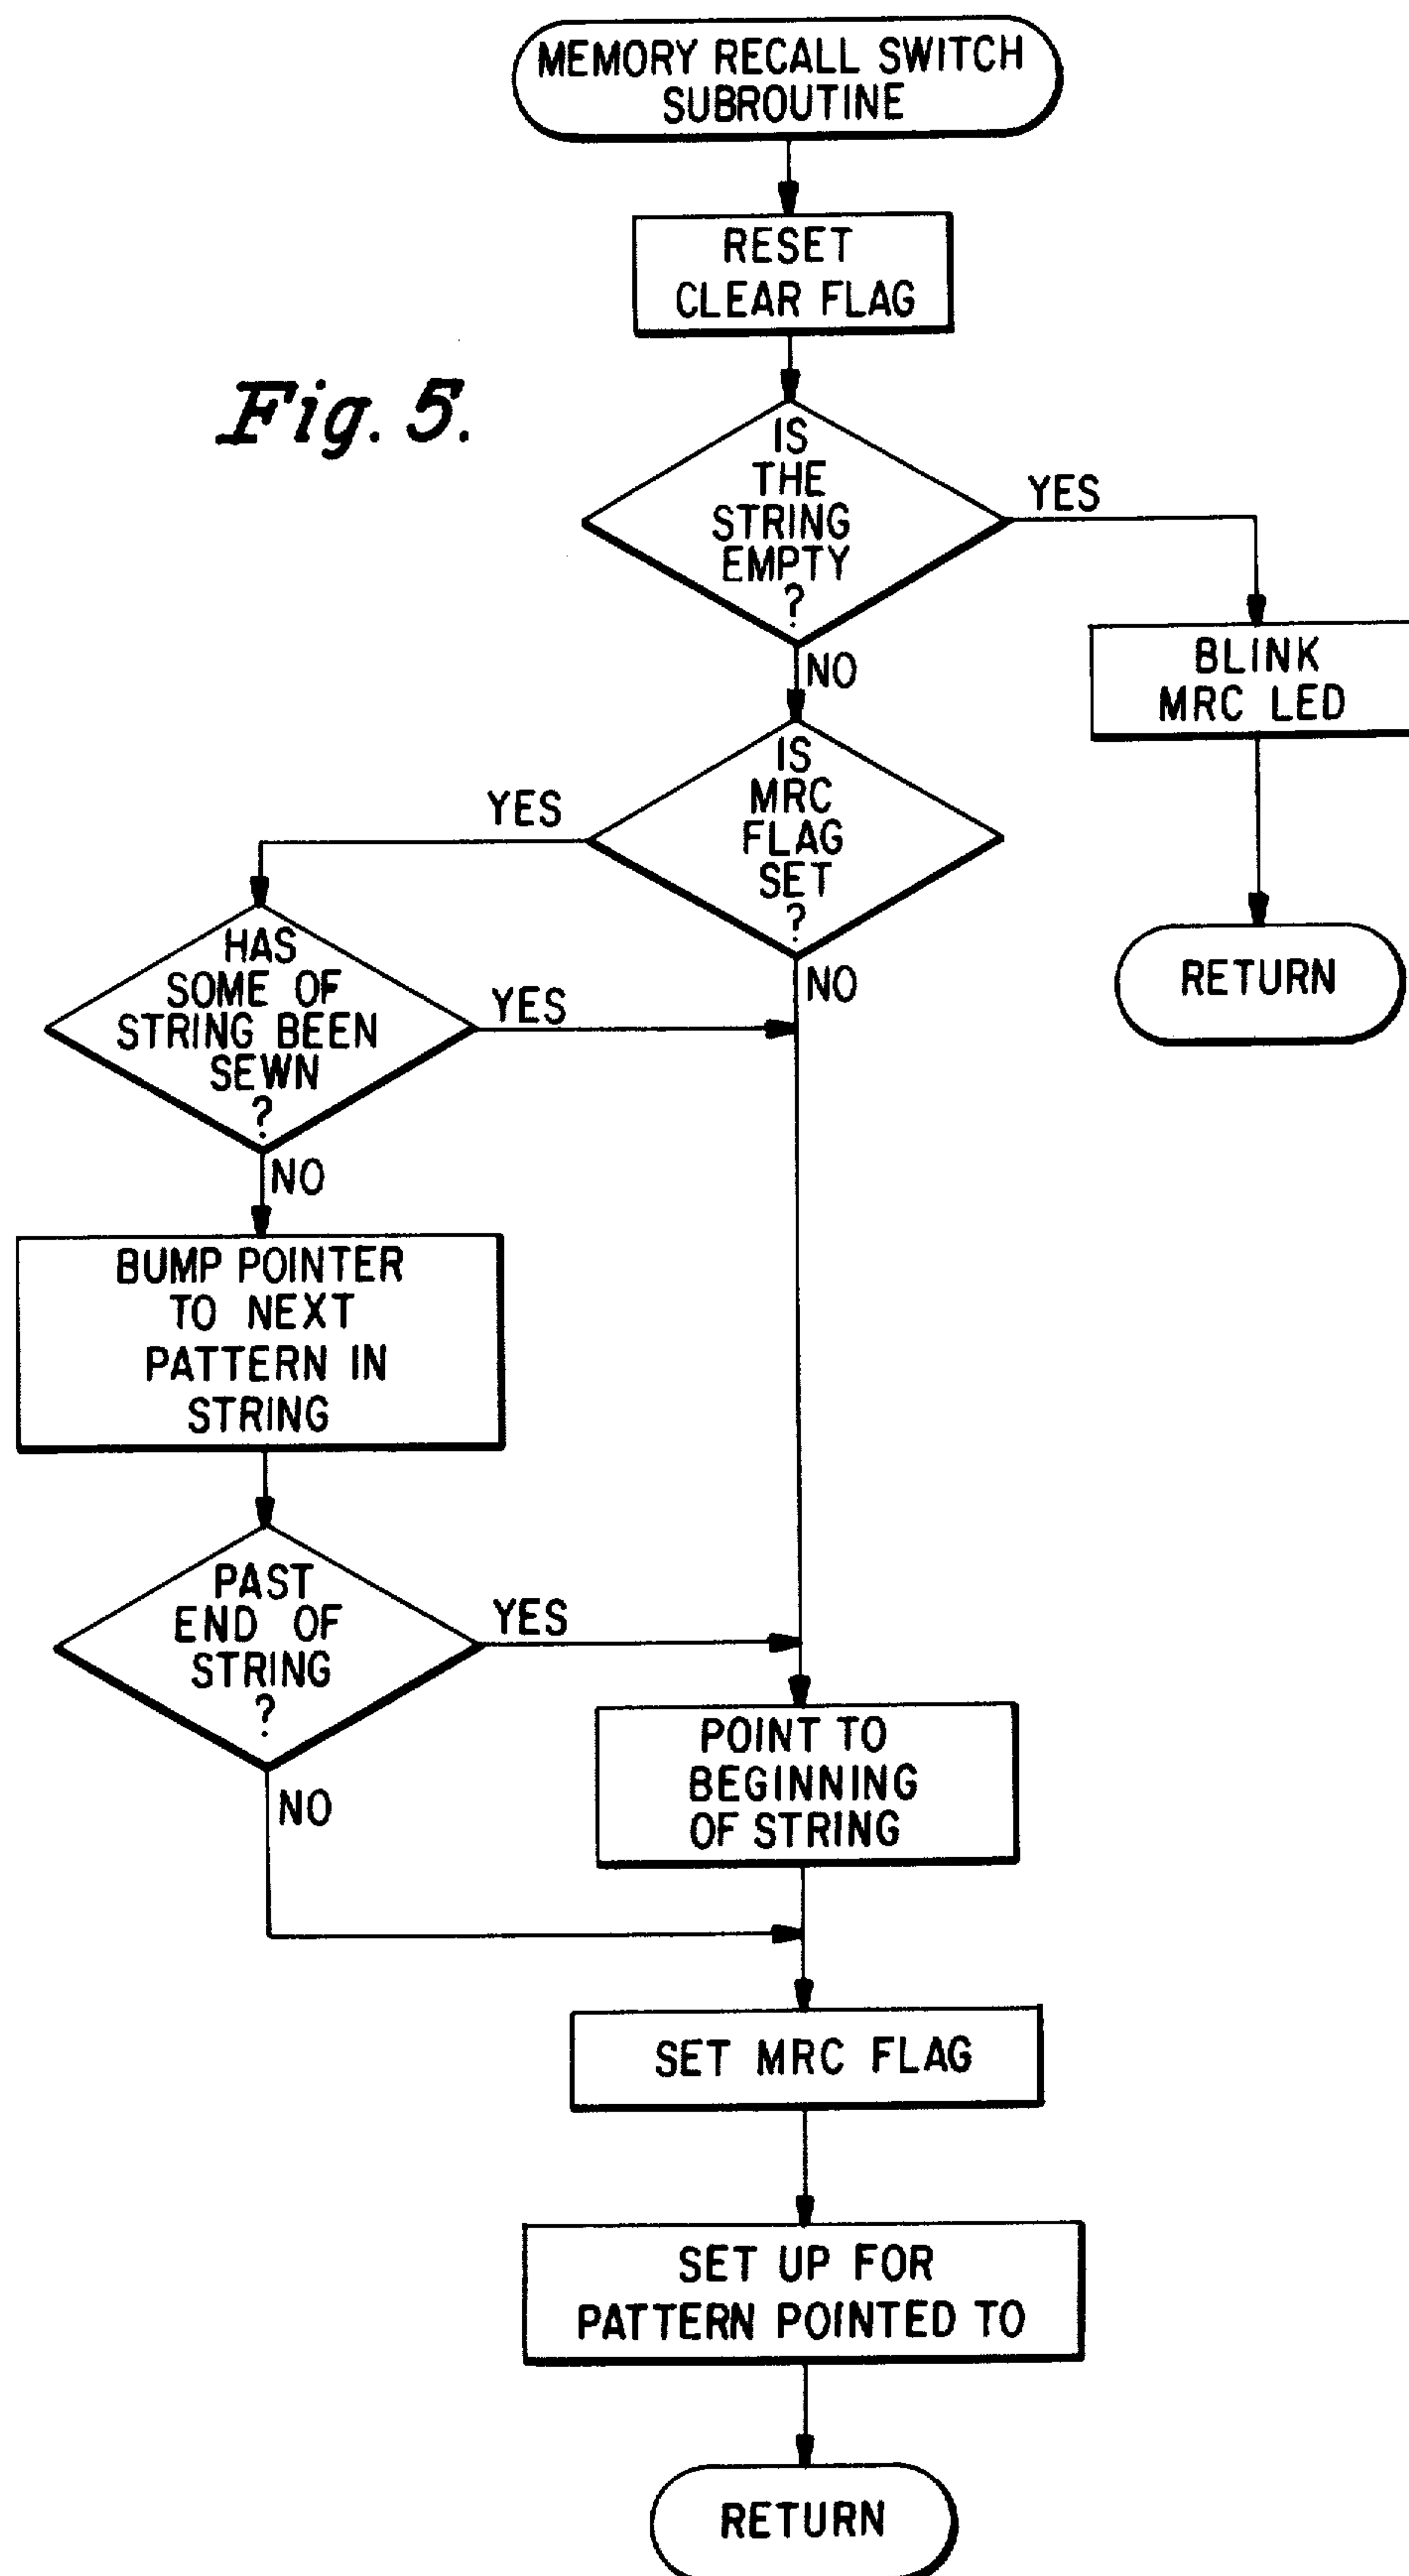 MEMORY RECALL SWITCH
SUBROUTINE
RESET
CLEAR FLAG
Fig. 5.
IS
THE
STRING
EMPTY
?
YES
NO
BLINK
MRC LED
RETURN
IS
MRC
FLAG
SET
?
YES
NO
HAS
SOME OF
STRING BEEN
SEWN
?
YES
NO
BUMP POINTER
TO NEXT
PATTERN IN
STRING
PAST
END OF
STRING
?
YES
NO
POINT TO
BEGINNING
OF STRING
SET MRC FLAG
SET UP FOR
PATTERN POINTED TO
RETURN